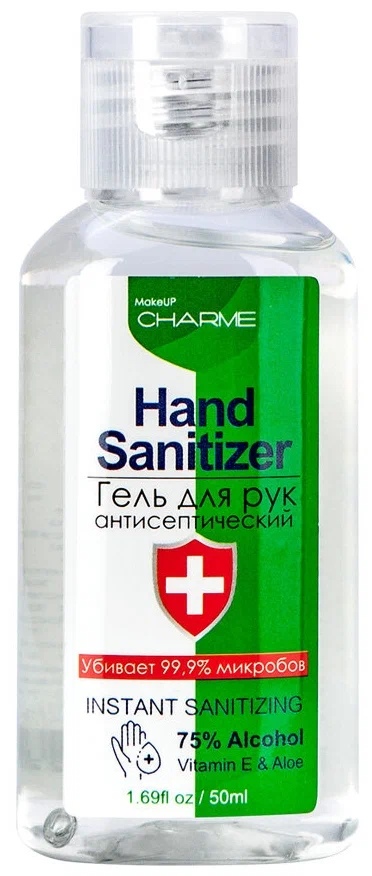 MakeUP
CHARME
Hand
Sanitizer
Гель для рук
антисептический
Убивает 99,9% микробов
INSTANT SANITIZING
75% Alcohol
Vitamin E & Aloe
1.69fl oz / 50ml